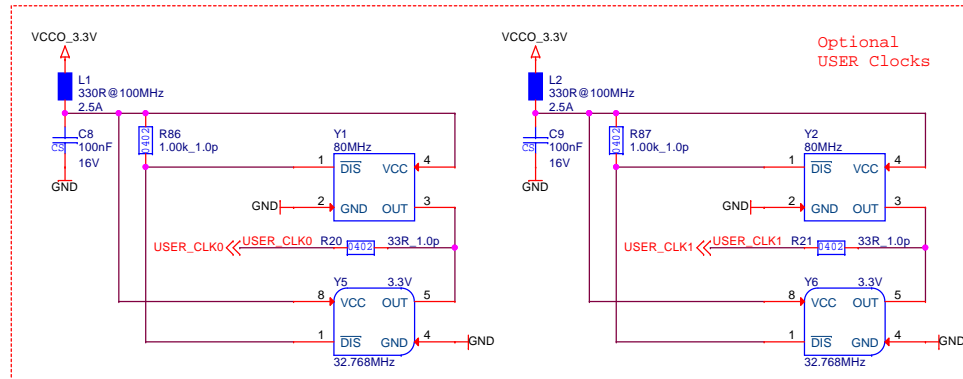 Optional
USER Clocks
VCCO_3.3V
L1
330R@100MHz
2.5A
C8
100nF
16V
CS
GND
R86
1.00k_1.0p
0402
Y1
80MHz
1
DIS
VCC
4
GND
2
GND
OUT
3
USER_CLK0
USER_CLK0
R20
0402
33R_1.0p
Y5
3.3V
8
VCC
OUT
5
1
DIS
GND
4
GND
32.768MHz
VCCO_3.3V
L2
330R@100MHz
2.5A
C9
100nF
16V
CS
GND
R87
1.00k_1.0p
0402
Y2
80MHz
1
DIS
VCC
4
GND
2
GND
OUT
3
USER_CLK1
USER_CLK1
R21
0402
33R_1.0p
Y6
3.3V
8
VCC
OUT
5
1
DIS
GND
4
GND
32.768MHz